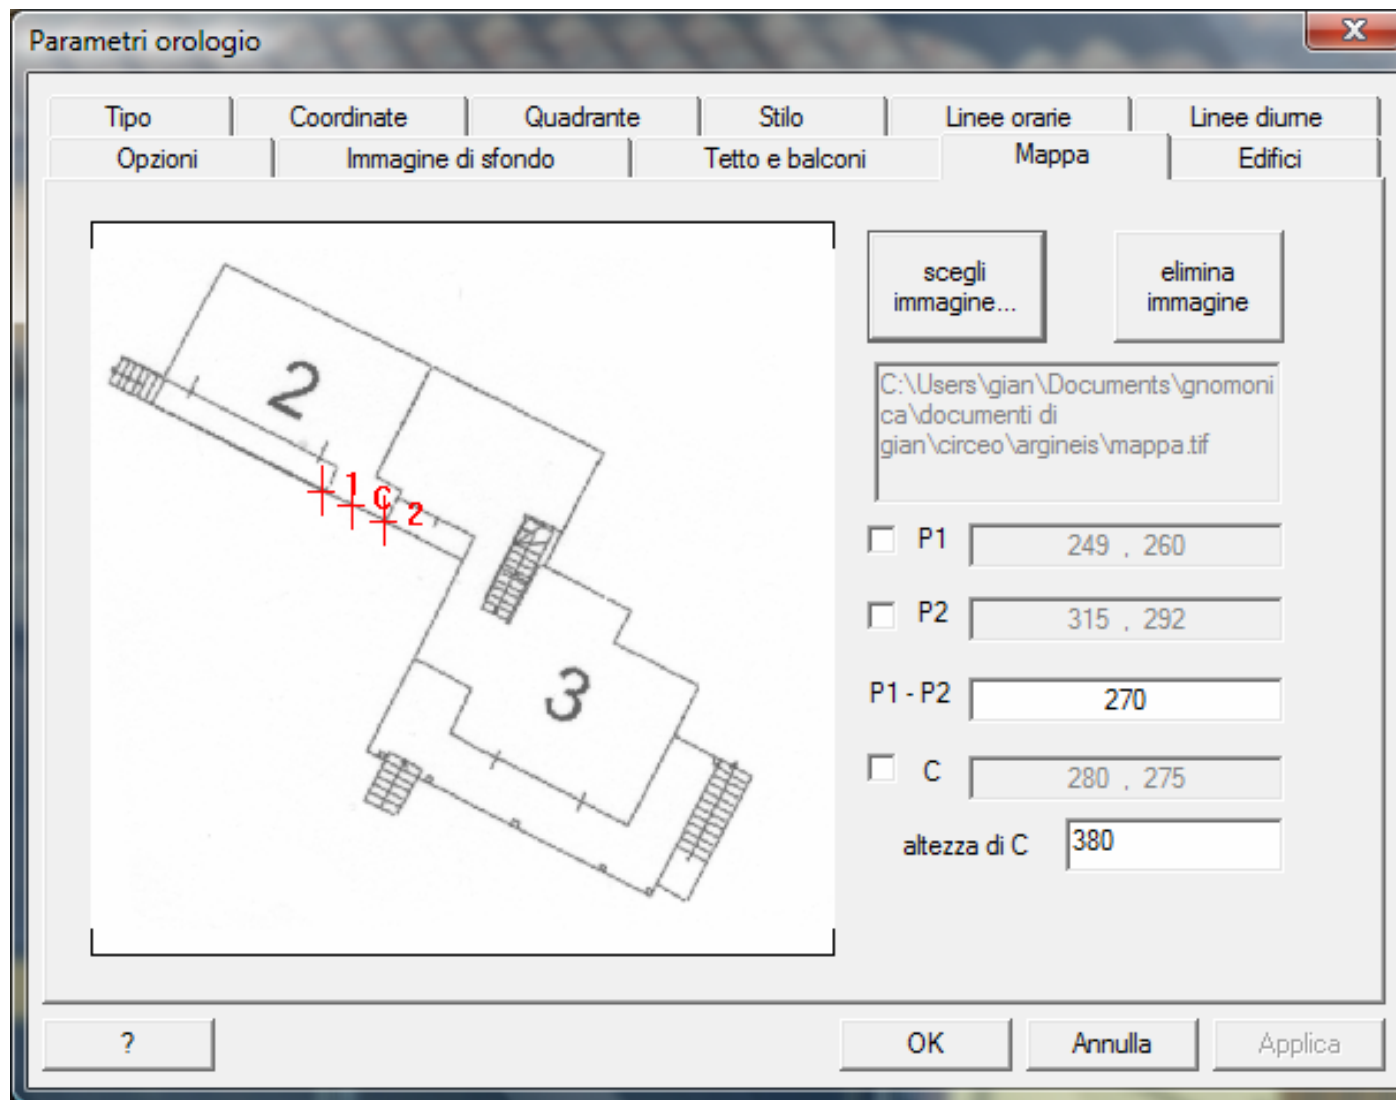 Parametri orologio
x
Tipo Coordinate Quadrante Stilo Linee orarie Linee diurne
Opzioni Immagine di sfondo Tetto e balconi Mappa Edifici
2
1
C
2
3
scegli
immagine...
elimina
immagine
C:\Users\gian\Documents\gnomoni
ca\documenti di
gian\circeo\argineis\mappa.tif
P1 249 , 260
P2 315 , 292
P1 - P2 270
C 280 , 275
altezza di C 380
? OK Annulla Applica